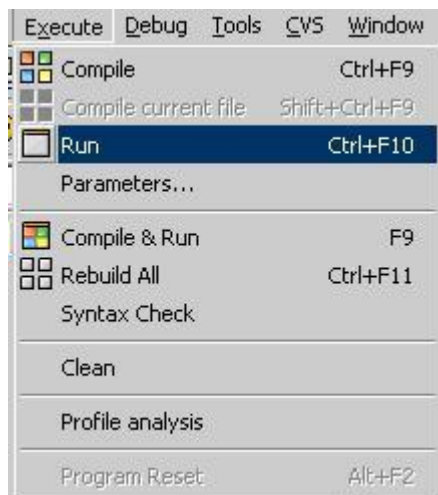 Execute Debug Tools CVS Window
Compile Ctrl+F9
Compile current file Shift+Ctrl+F9
Run Ctrl+F10
Parameters...
Compile & Run F9
Rebuild All Ctrl+F11
Syntax Check
Clean
Profile analysis
Program Reset Alt+F2